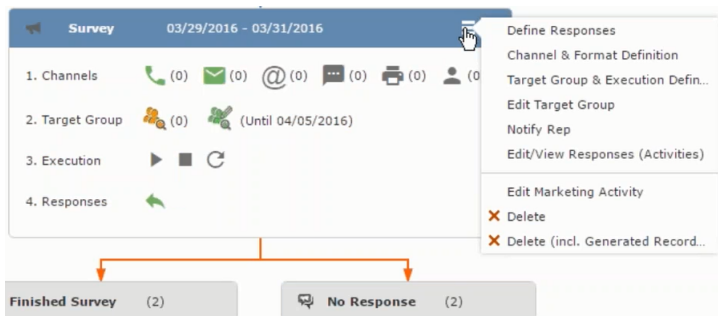 Survey 03/29/2016 - 03/31/2016
1. Channels (0) (0) @ (0) (0) (0) (0
2. Target Group (0) (Until 04/05/2016)
3. Execution
4. Responses
Define Responses
Channel & Format Definition
Target Group & Execution Defin...
Edit Target Group
Notify Rep
Edit/View Responses (Activities)
Edit Marketing Activity
Delete
Delete (incl. Generated Record...
Finished Survey (2)
No Response (2)